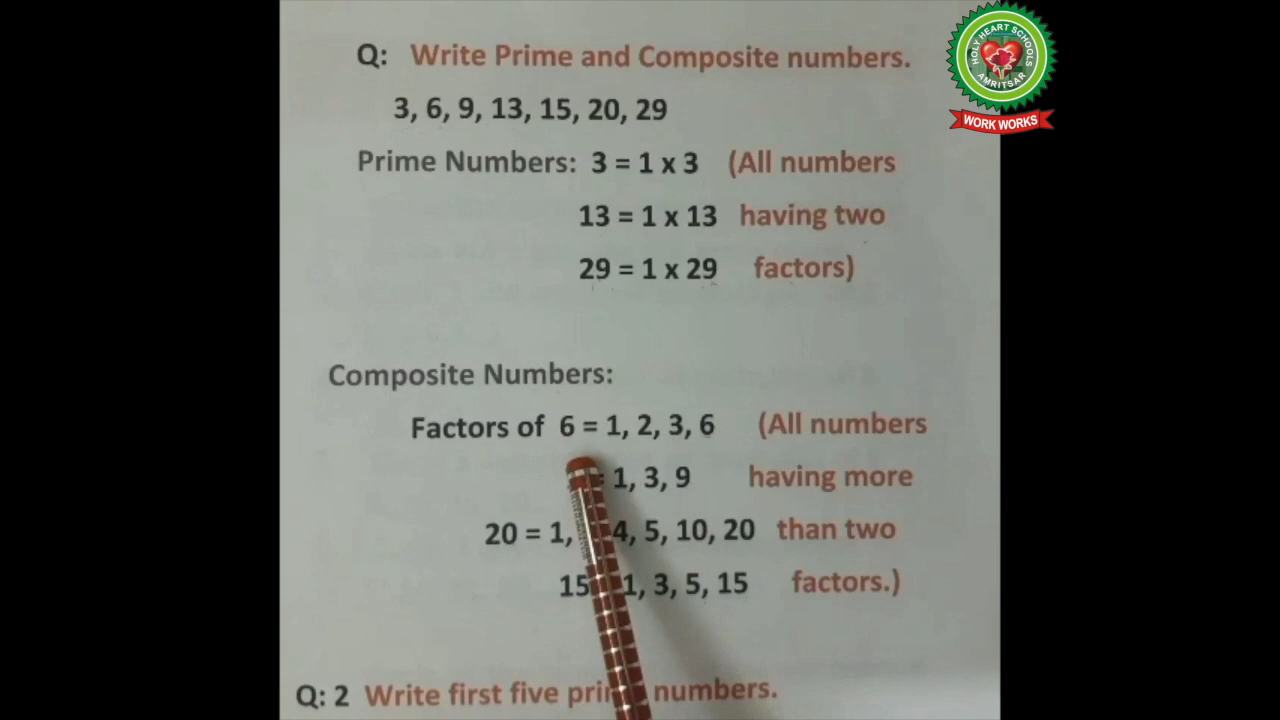 HOLY HEART SCHOOLS
AMRITSAR
WORK WORKS
Q: Write Prime and Composite numbers.
3, 6, 9, 13, 15, 20, 29
Prime Numbers: 3 = 1 x 3 (All numbers
13 = 1 x 13 having two
29 = 1 x 29 factors)
Composite Numbers:
Factors of 6 = 1, 2, 3, 6 (All numbers
= 1, 3, 9 having more
20 = 1, 4, 5, 10, 20 than two
15 1, 3, 5, 15 factors.)
Q: 2 Write first five numbers.